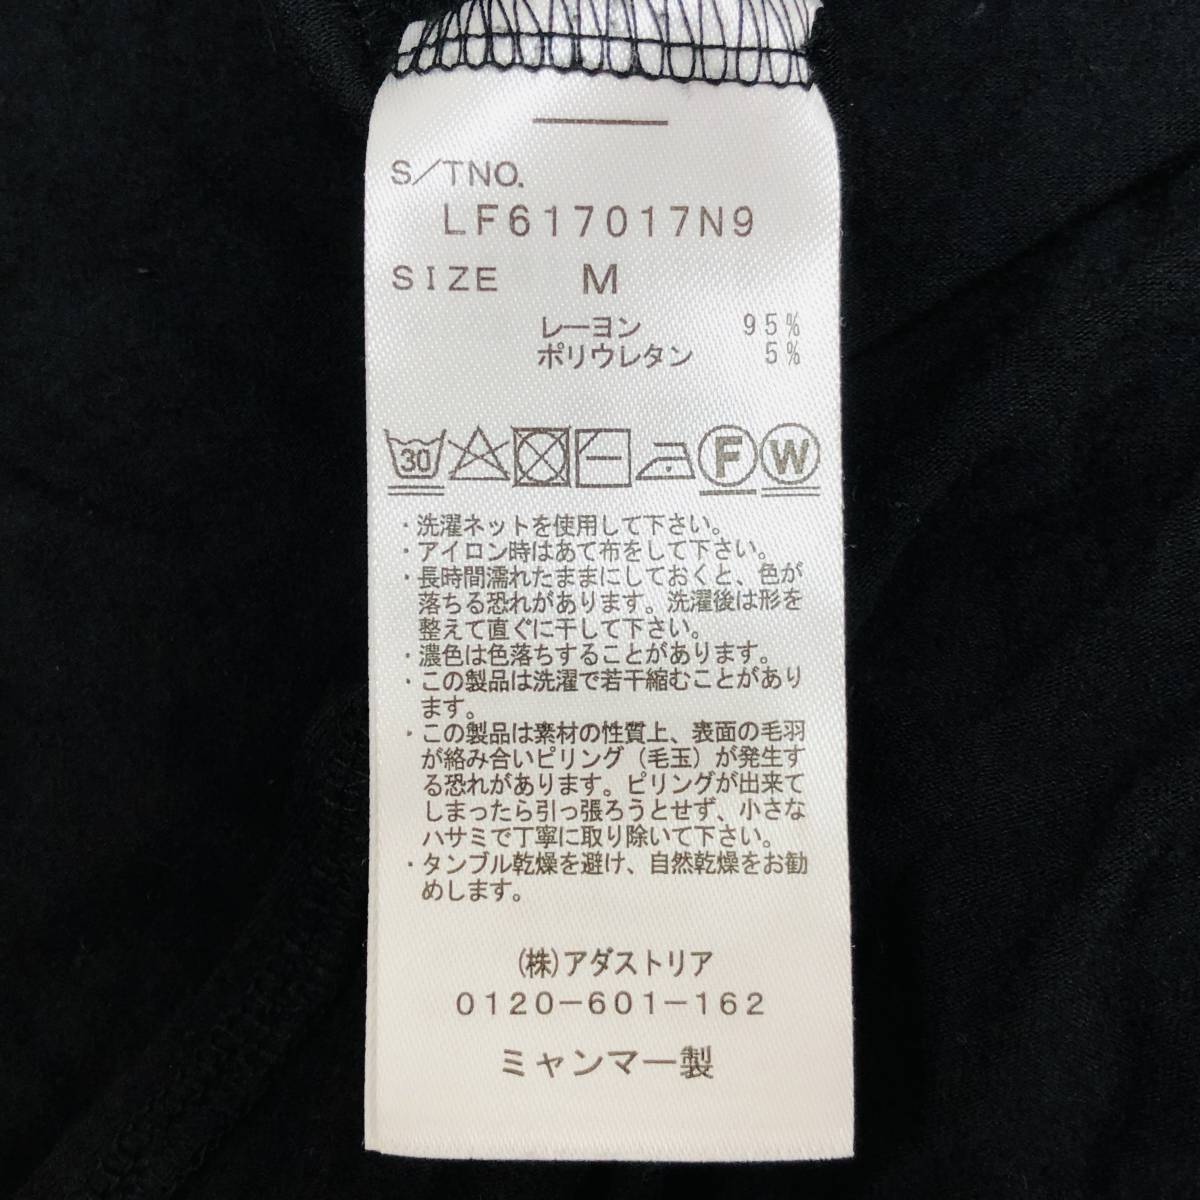 S/TNO.
LF617017N9
SIZE M
レーヨン 95%
ポリウレタン 5%
30 F W
・洗濯ネットを使用して下さい。
・アイロン時はあて布をして下さい。
・長時間濡れたままにしておくと、色が
落ちる恐れがあります。洗濯後は形を
整えて直ぐに干して下さい。
・濃色は色落ちすることがあります。
・この製品は洗濯で若干縮むことがあり
ます。
・この製品は素材の性質上、表面の毛羽
が絡み合いピリング(毛玉)が発生す
る恐れがあります。ピリングが出来て
しまったら引っ張ろうとせず、小さな
ハサミで丁寧に取り除いて下さい。
・タンブル乾燥を避け、自然乾燥をお勧
めします。
(株)アダストリア
0120-601-162
ミャンマー製